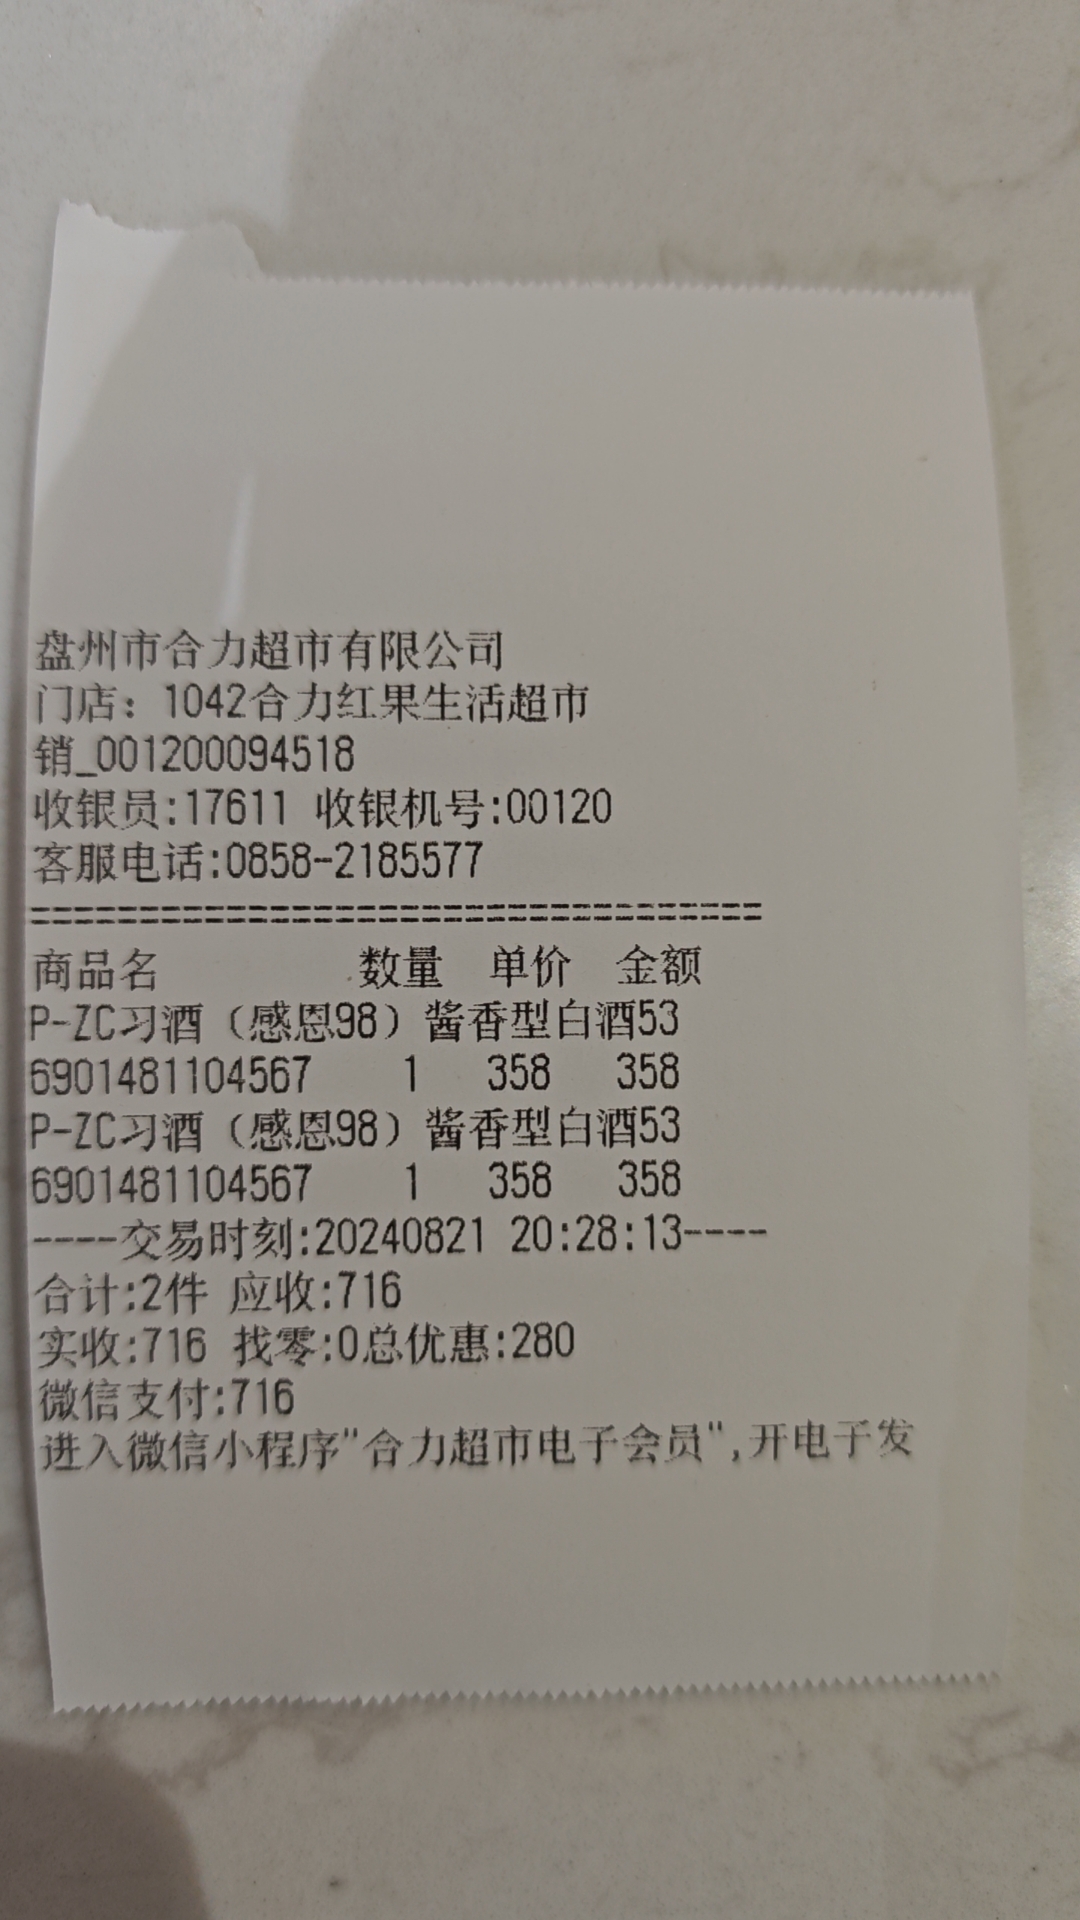 盘州市合力超市有限公司
门店：1042合力红果生活超市
销_001200094518
收银员:17611 收银机号:00120
客服电话:0858-2185577
==================================
商品名 数量 单价 金额
P-ZC习酒（感恩98）酱香型白酒53
6901481104567 1 358 358
P-ZC习酒（感恩98）酱香型白酒53
6901481104567 1 358 358
----交易时刻:20240821 20:28:13----
合计:2件 应收:716
实收:716 找零:0总优惠:280
微信支付:716
进入微信小程序"合力超市电子会员",开电子发